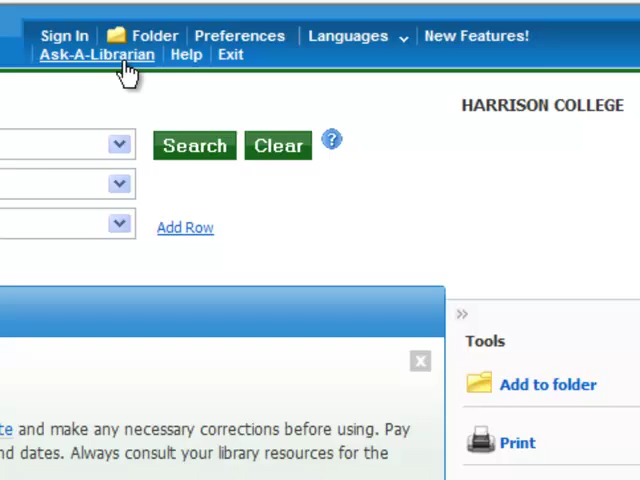 Sign In Folder Preferences Languages New Features!
Ask-A-Librarian Help Exit
HARRISON COLLEGE
Search Clear ?
Add Row
»
Tools
X
Add to folder
te and make any necessary corrections before using. Pay
Print
nd dates. Always consult your library resources for the